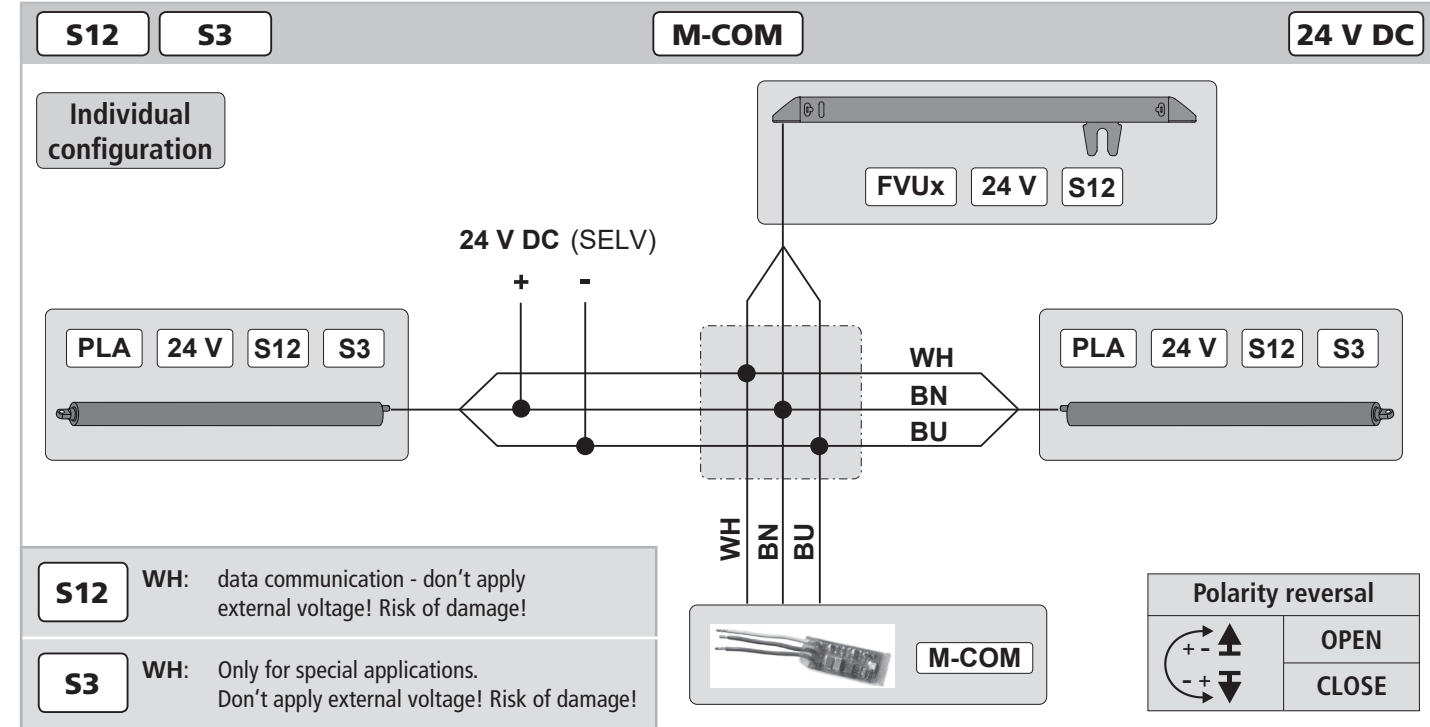 S12 S3 M-COM 24 V DC
Individual
configuration
FVUx 24 V S12
24 V DC (SELV)
+ -
PLA 24 V S12 S3
PLA 24 V S12 S3
WH
BN
BU
WH BN BU
S12 WH: data communication - don't apply
external voltage! Risk of damage!
S3 WH: Only for special applications.
Don't apply external voltage! Risk of damage!
M-COM
Polarity reversal
+ - OPEN
- + CLOSE